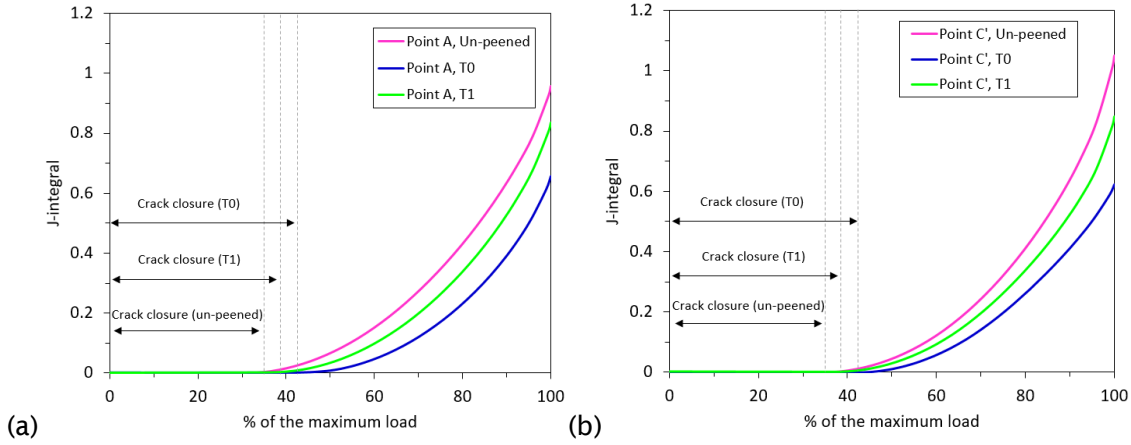 1.2
1
0.8
0.6
0.4
0.2
0
J-integral
Point A, Un-peened
Point A, T0
Point A, T1
Crack closure (T0)
Crack closure (T1)
Crack closure (un-peened)
0 20 40 60 80 100
% of the maximum load
(a)
1.2
1
0.8
0.6
0.4
0.2
0
J-integral
Point C', Un-peened
Point C', T0
Point C', T1
Crack closure (T0)
Crack closure (T1)
Crack closure (un-peened)
0 20 40 60 80 100
% of the maximum load
(b)